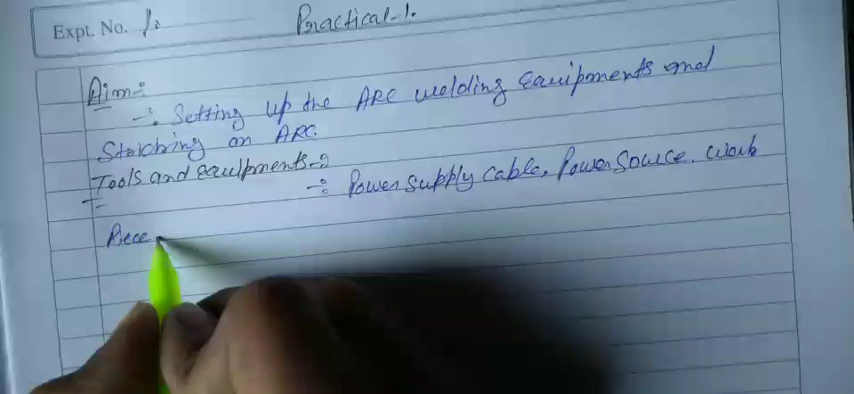 Expt. No. 1:
Practical-1.
Aim:-
-: Setting up the ARC welding Equipments and
Staiching an ARC.
Tools and Equipments-:
-: Power supply cable, Power Source, work
Piece